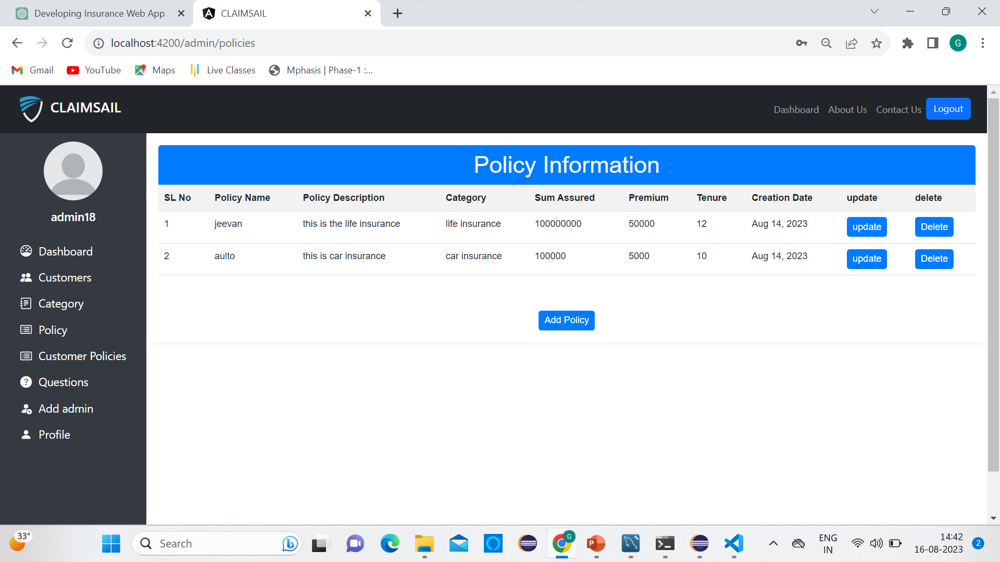 Developing Insurance Web App
CLAIMSAIL
localhost:4200/admin/policies
G
Gmail
YouTube
Maps
Live Classes
Mphasis | Phase-1 :...
CLAIMSAIL
Dashboard
About Us
Contact Us
Logout
admin18
Dashboard
Customers
Category
Policy
Customer Policies
Questions
Add admin
Profile
Policy Information
SL No Policy Name Policy Description Category Sum Assured Premium Tenure Creation Date update delete
1 jeevan this is the life insurance life insurance 100000000 50000 12 Aug 14, 2023 update Delete
2 aulto this is car insurance car insurance 100000 5000 10 Aug 14, 2023 update Delete
Add Policy
33°
Search
G
P
ENG
IN
14:42
16-08-2023
2